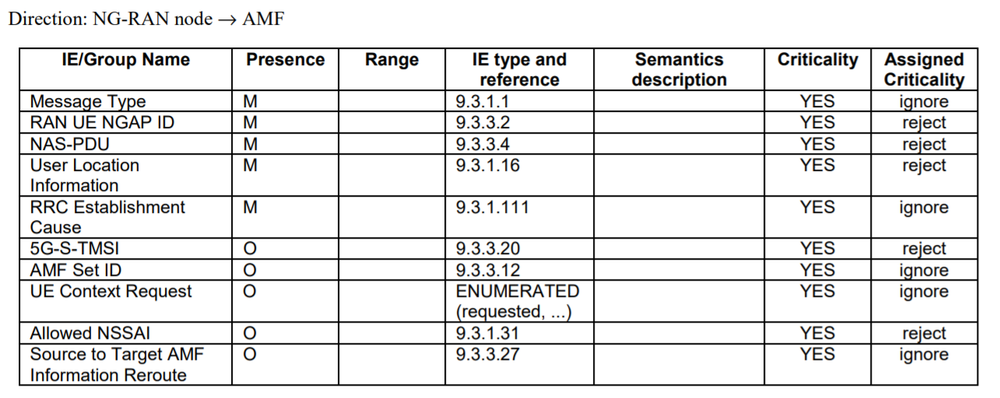 Direction: NG-RAN node → AMF
IE/Group Name Presence Range IE type and reference Semantics description Criticality Assigned Criticality
Message Type M 9.3.1.1 YES ignore
RAN UE NGAP ID M 9.3.3.2 YES reject
NAS-PDU M 9.3.3.4 YES reject
User Location Information M 9.3.1.16 YES reject
RRC Establishment Cause M 9.3.1.111 YES ignore
5G-S-TMSI O 9.3.3.20 YES reject
AMF Set ID O 9.3.3.12 YES ignore
UE Context Request O ENUMERATED (requested, ...) YES ignore
Allowed NSSAI O 9.3.1.31 YES reject
Source to Target AMF Information Reroute O 9.3.3.27 YES ignore